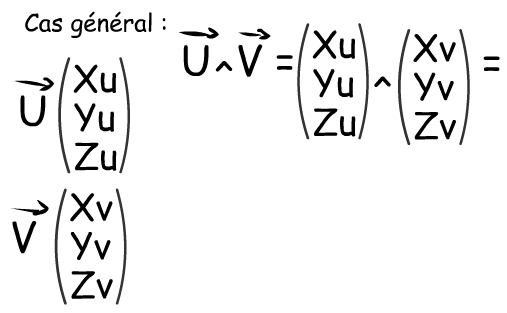 Cas général :
U ^ V = (Xu Yu Zu) ^ (Xv Yv Zv) =
U (Xu Yu Zu)
V (Xv Yv Zv)